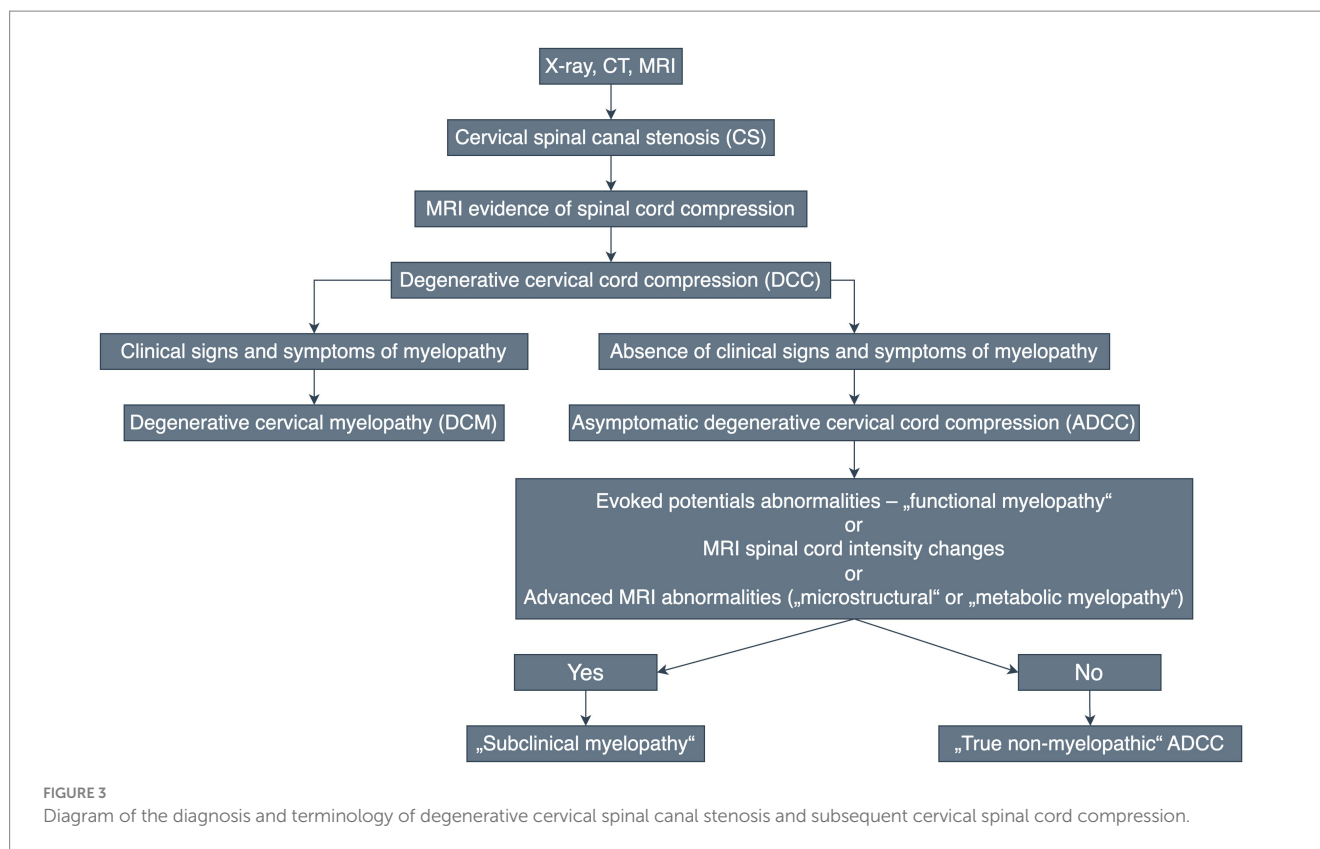 X-ray, CT, MRI
Cervical spinal canal stenosis (CS)
MRI evidence of spinal cord compression
Degenerative cervical cord compression (DCC)
Clinical signs and symptoms of myelopathy
Absence of clinical signs and symptoms of myelopathy
Degenerative cervical myelopathy (DCM)
Asymptomatic degenerative cervical cord compression (ADCC)
Evoked potentials abnormalities – „functional myelopathy“
or
MRI spinal cord intensity changes
or
Advanced MRI abnormalities („microstructural“ or „metabolic myelopathy“)
Yes
No
„Subclinical myelopathy“
„True non-myelopathic“ ADCC
FIGURE 3
Diagram of the diagnosis and terminology of degenerative cervical spinal canal stenosis and subsequent cervical spinal cord compression.